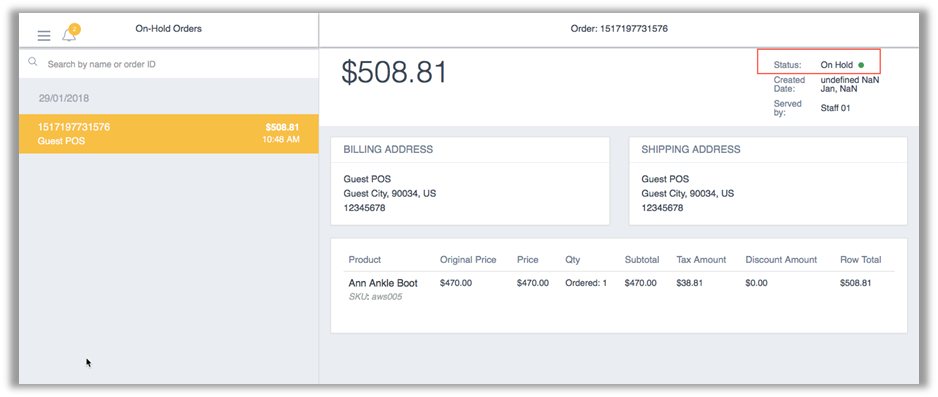 2
On-Hold Orders
Order: 1517197731576
Search by name or order ID
29/01/2018
1517197731576 $508.81
Guest POS 10:48 AM
$508.81
Status: On Hold
Created Date: undefined NaN Jan, NaN
Served by: Staff 01
BILLING ADDRESS
Guest POS
Guest City, 90034, US
12345678
SHIPPING ADDRESS
Guest POS
Guest City, 90034, US
12345678
Product Original Price Price Qty Subtotal Tax Amount Discount Amount Row Total
Ann Ankle Boot $470.00 $470.00 Ordered: 1 $470.00 $38.81 $0.00 $508.81
SKU: aws005